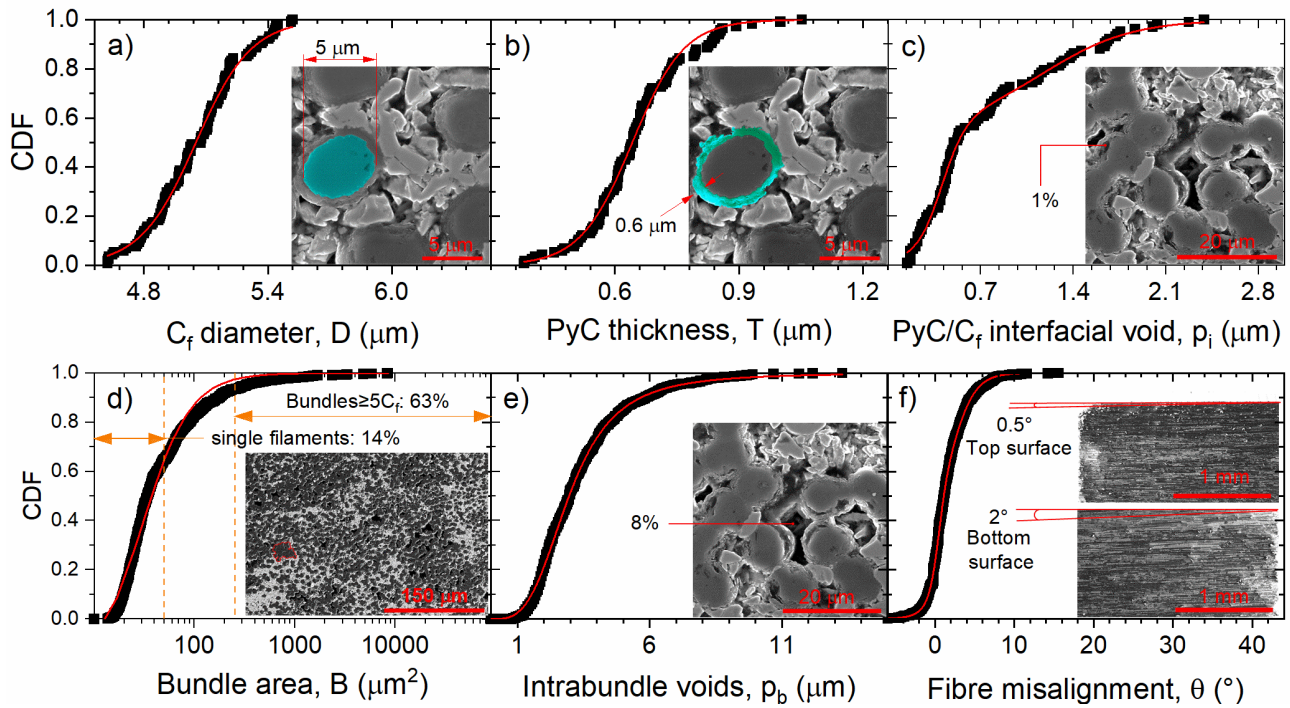 a)
5 μm
CDF
1.0
0.8
0.6
0.4
0.2
0.0
5 μm
4.8
5.4
6.0
C_f diameter, D (μm)
b)
0.6 μm
5 μm
0.6
0.9
1.2
PyC thickness, T (μm)
c)
1%
20 μm
0.7
1.4
2.1
2.8
PyC/C_f interfacial void, p_i (μm)
d)
Bundles≥5C_f: 63%
single filaments: 14%
CDF
1.0
0.8
0.6
0.4
0.2
0.0
150 μm
100
1000
10000
Bundle area, B (μm²)
e)
8%
20 μm
1
6
11
Intrabundle voids, p_b (μm)
f)
0.5°
Top surface
1 mm
2°
Bottom
surface
1 mm
0
10
20
30
40
Fibre misalignment, θ (°)